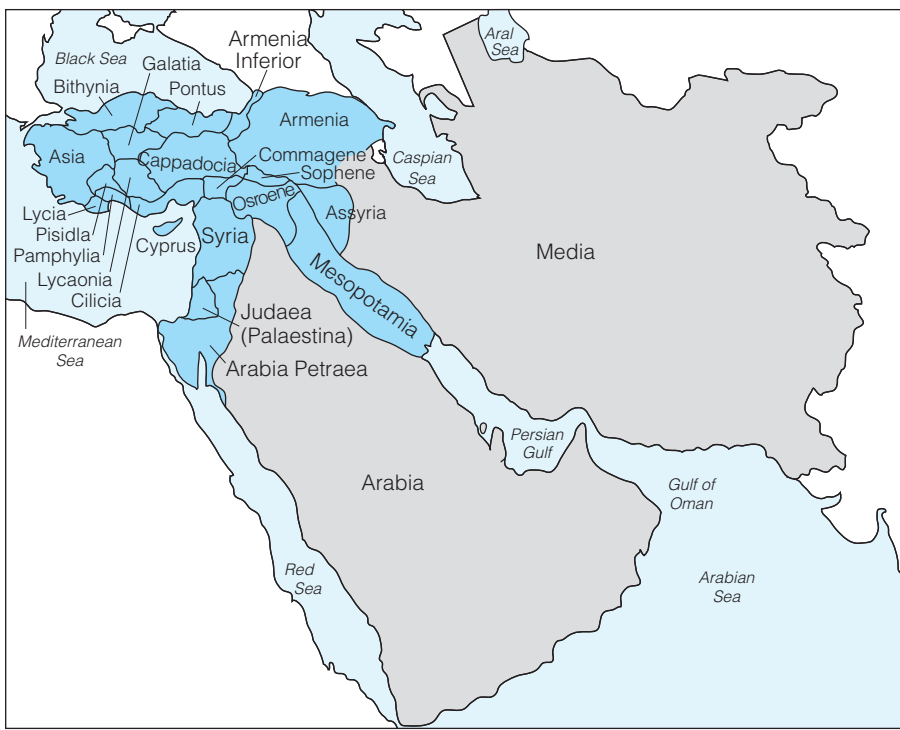 Aral
Sea
Armenia
Inferior
Black Sea
Galatia
Bithynia
Pontus
Armenia
Asia
Cappadocia
Commagene
Sophene
Caspian
Sea
Osroene
Assyria
Lycia
Pisidla
Pamphylia
Lycaonia
Cilicia
Cyprus
Syria
Media
Mesopotamia
Judaea
(Palaestina)
Mediterranean
Sea
Arabia Petraea
Persian
Gulf
Arabia
Gulf of
Oman
Red
Sea
Arabian
Sea